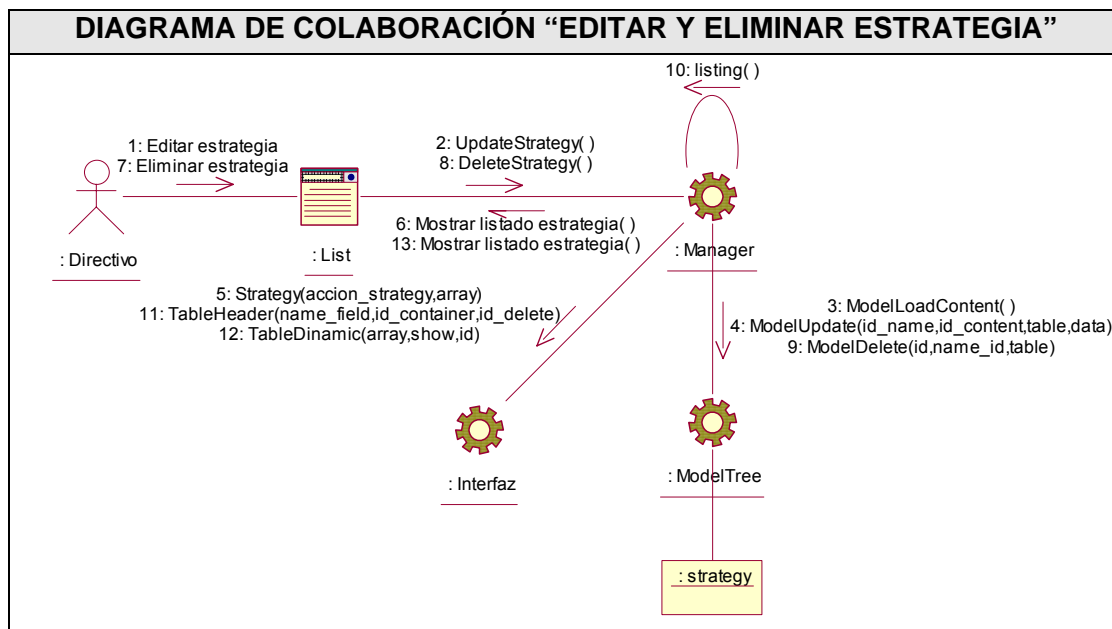 DIAGRAMA DE COLABORACIÓN “EDITAR Y ELIMINAR ESTRATEGIA”
10: listing( )
1: Editar estrategia
7: Eliminar estrategia
2: UpdateStrategy( )
8: DeleteStrategy( )
6: Mostrar listado estrategia( )
13: Mostrar listado estrategia( )
: Directivo
: List
: Manager
5: Strategy(accion_strategy,array)
11: TableHeader(name_field,id_container,id_delete)
12: TableDinamic(array,show,id)
3: ModelLoadContent( )
4: ModelUpdate(id_name,id_content,table,data)
9: ModelDelete(id,name_id,table)
: Interfaz
: ModelTree
: strategy